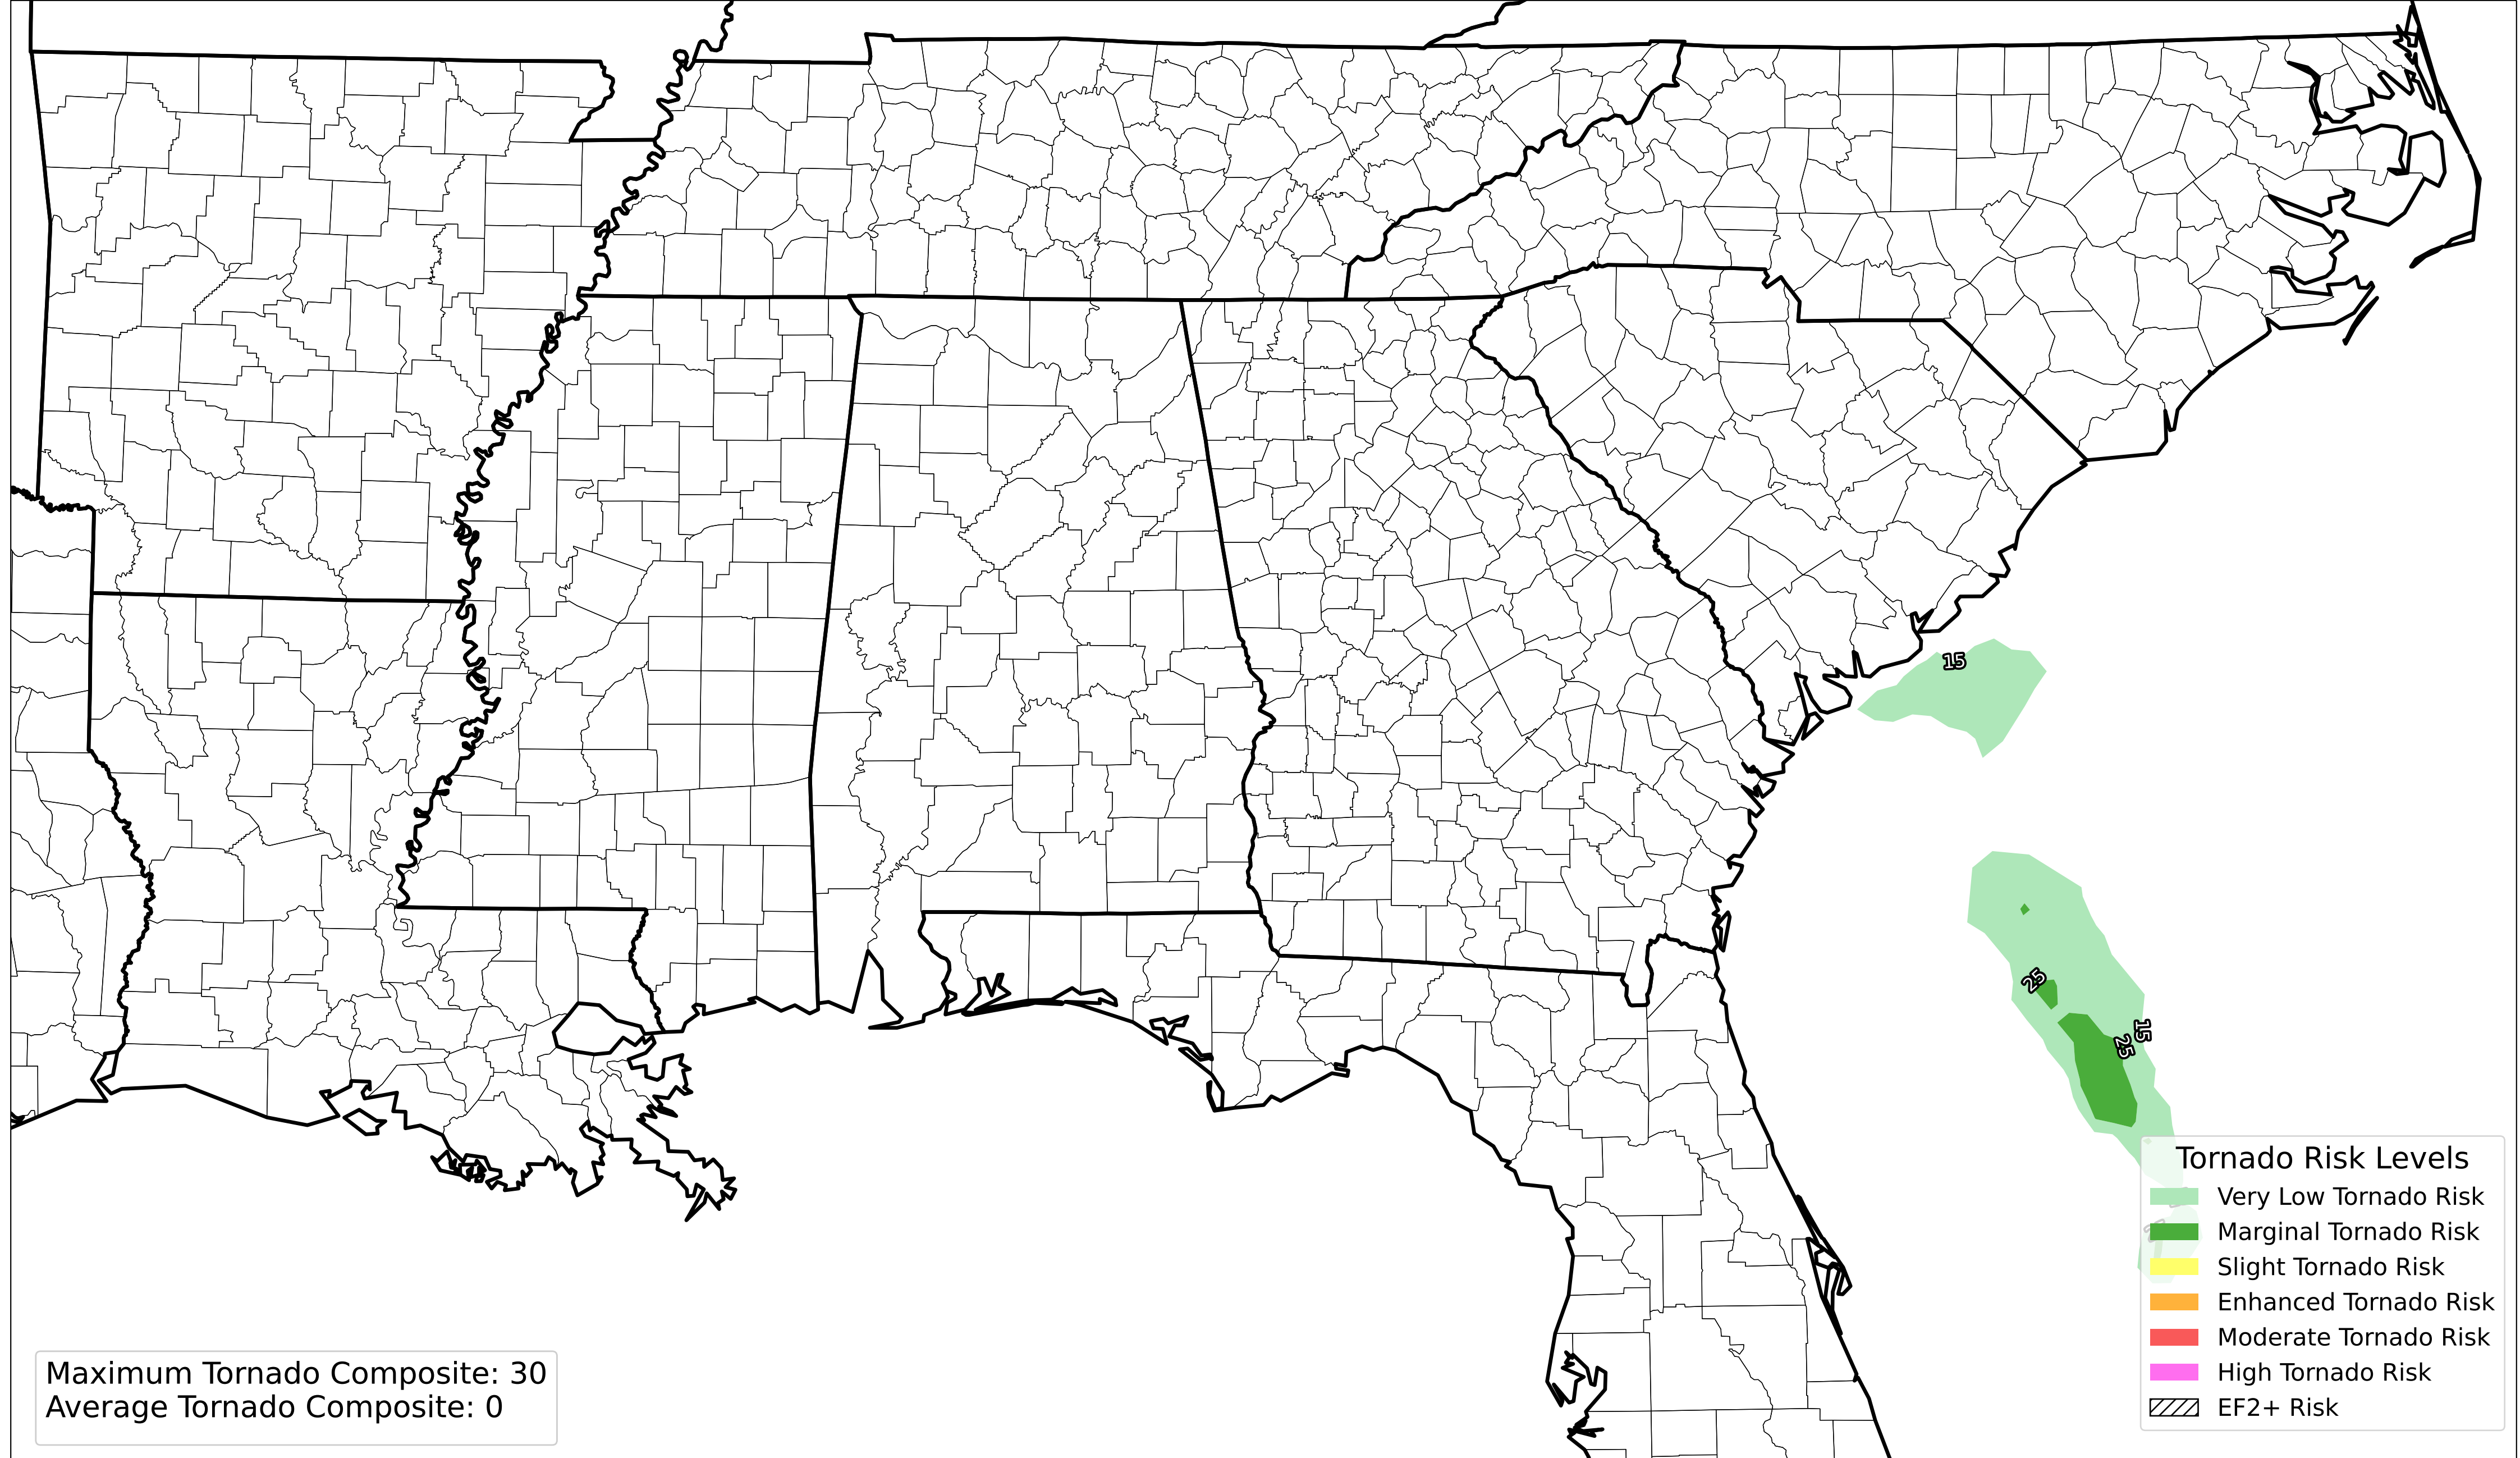 15
25
15
25
Tornado Risk Levels
Very Low Tornado Risk
Marginal Tornado Risk
Slight Tornado Risk
Enhanced Tornado Risk
Moderate Tornado Risk
High Tornado Risk
EF2+ Risk
Maximum Tornado Composite: 30
Average Tornado Composite: 0